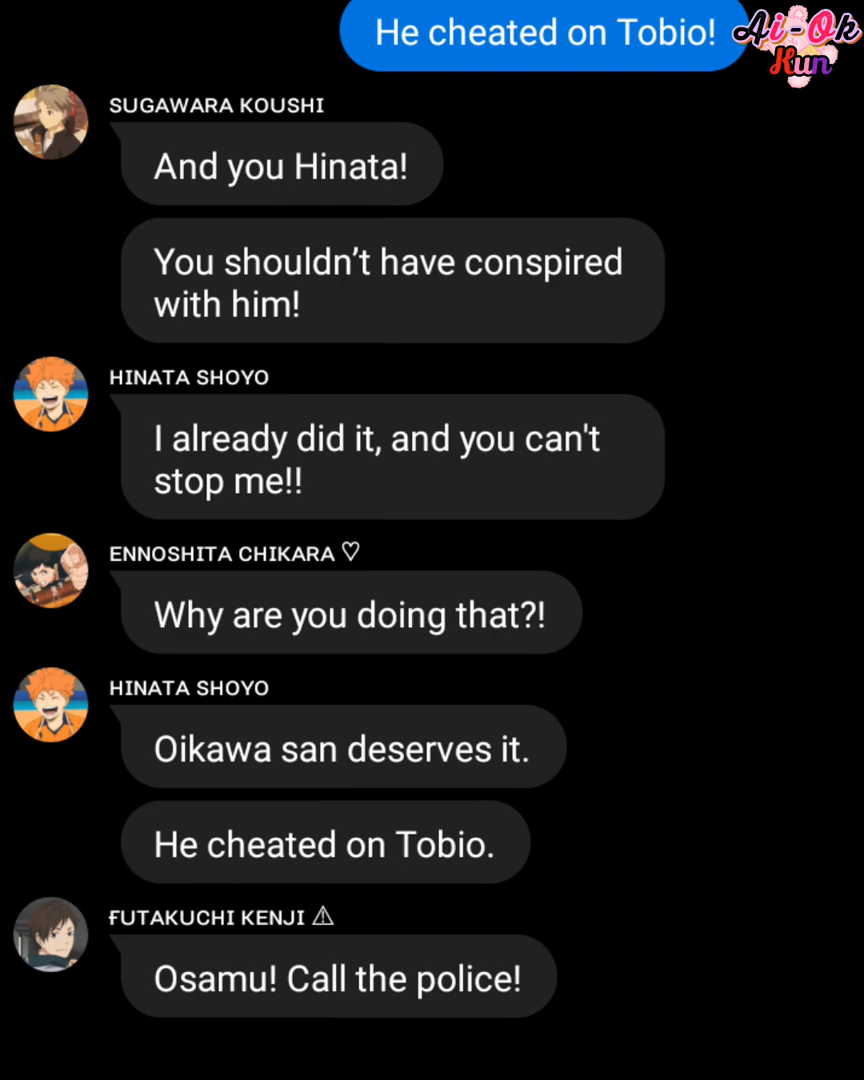 He cheated on Tobio!
Ai-Ok
Kun
SUGAWARA KOUSHI
And you Hinata!
You shouldn’t have conspired
with him!
HINATA SHOYO
I already did it, and you can't
stop me!!
ENNOSHITA CHIKARA ♡
Why are you doing that?!
HINATA SHOYO
Oikawa san deserves it.
He cheated on Tobio.
ꞘUTAKUCHI KENJI ⚠
Osamu! Call the police!